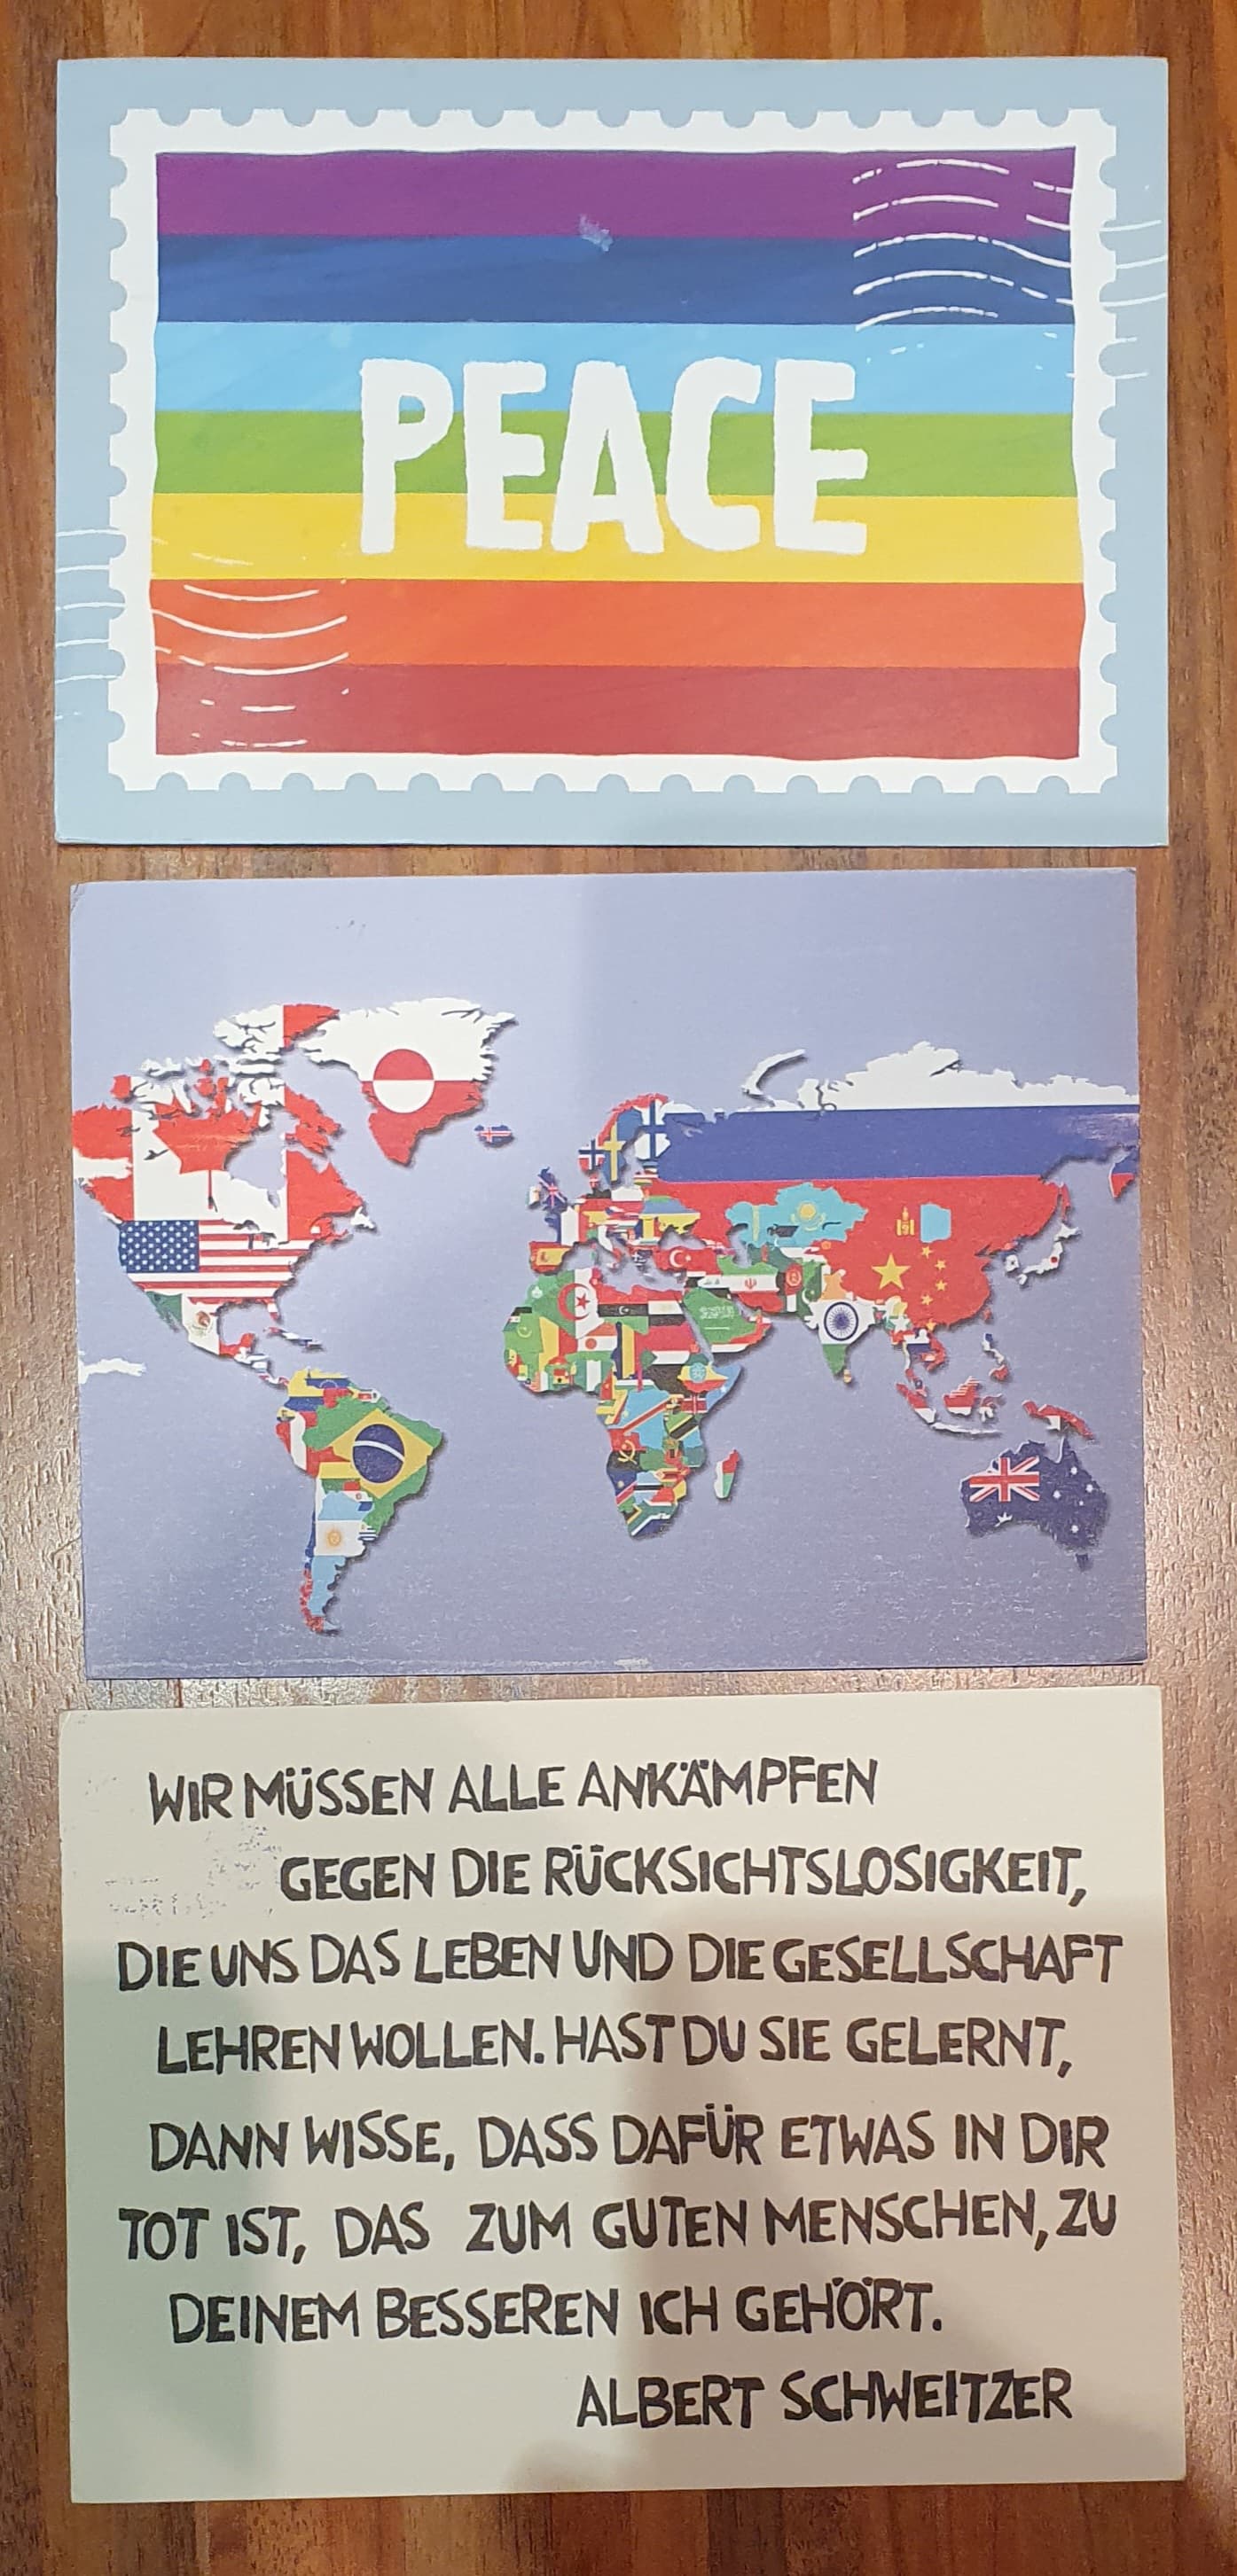 PEACE
WIR MÜSSEN ALLE ANKÄMPFEN
GEGEN DIE RÜCKSICHTSLOSIGKEIT,
DIE UNS DAS LEBEN UND DIE GESELLSCHAFT
LEHREN WOLLEN. HAST DU SIE GELERNT,
DANN WISSE, DASS DAFÜR ETWAS IN DIR
TOT IST, DAS ZUM GUTEN MENSCHEN, ZU
DEINEM BESSEREN ICH GEHÖRT.
ALBERT SCHWEITZER